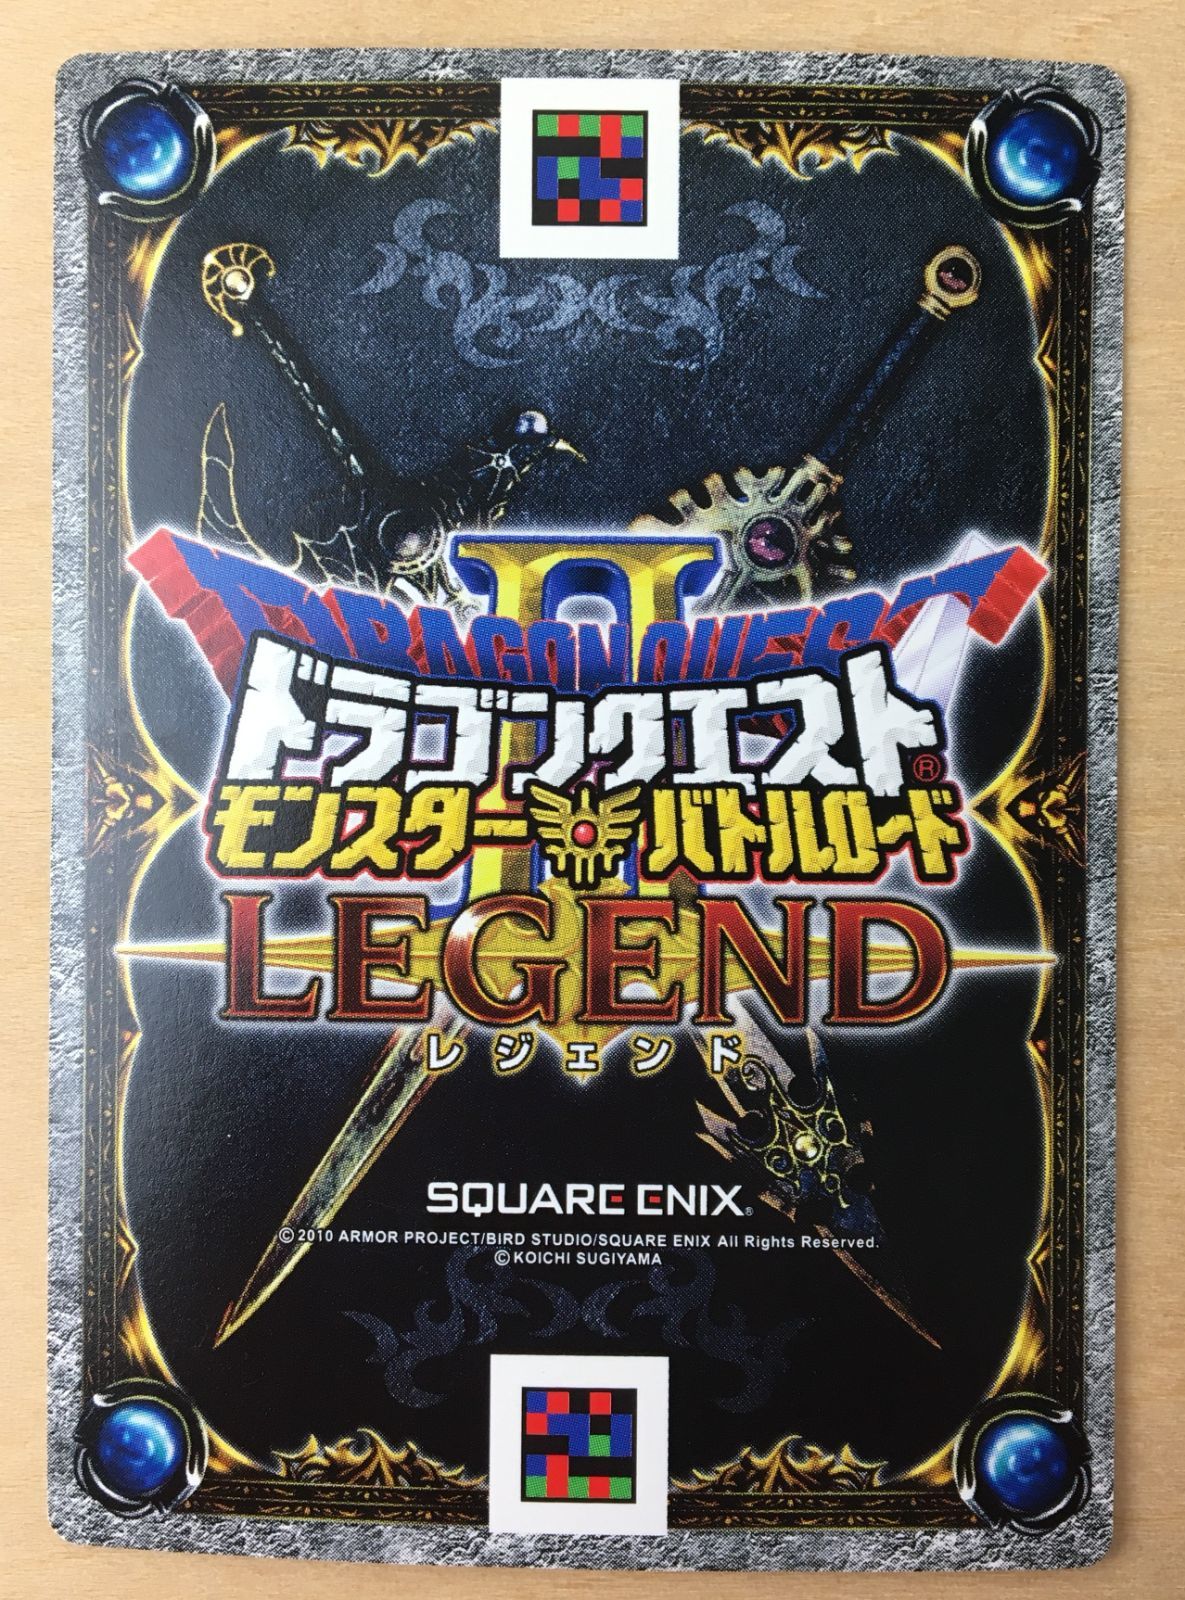 II
DRAGON QUEST
ドラゴンクエスト®
モンスターバトルロード
LEGEND
レジェンド
SQUARE ENIX®
© 2010 ARMOR PROJECT/BIRD STUDIO/SQUARE ENIX All Rights Reserved.
© KOICHI SUGIYAMA